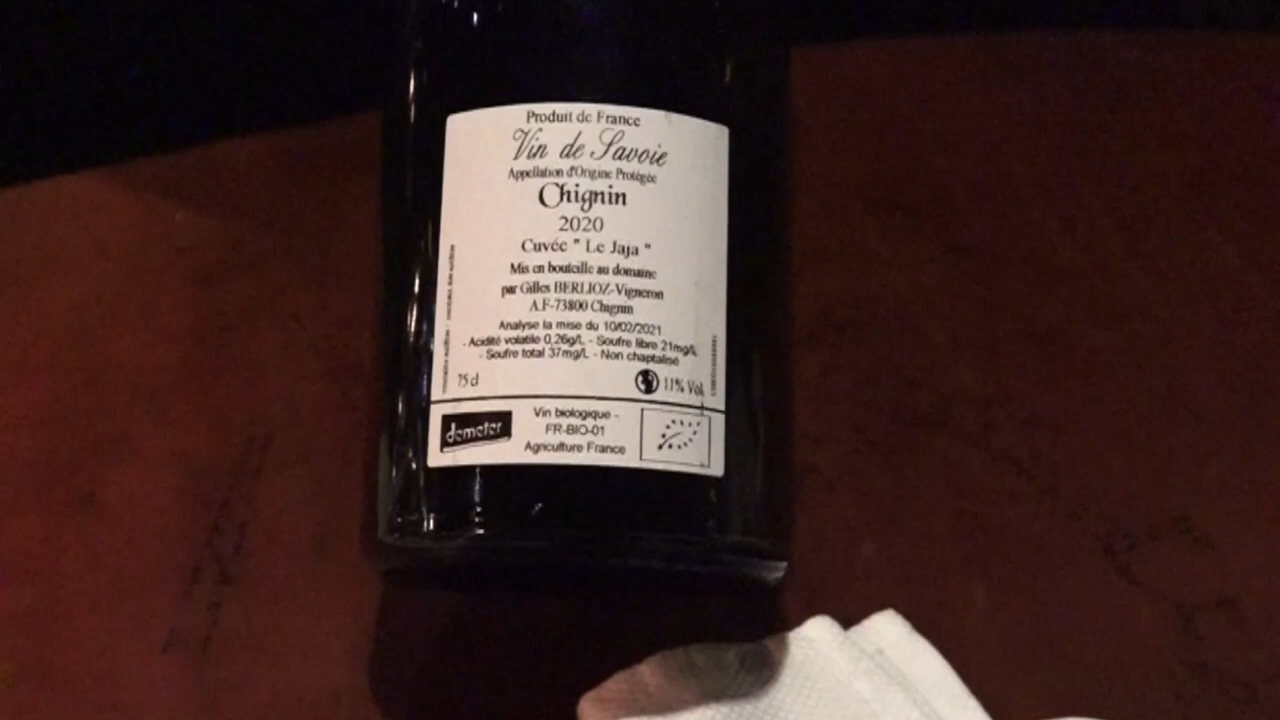 Produit de France
Vin de Savoie
Appellation d'Origine Protégée
Chignin
2020
Cuvée " Le Jaja "
Mis en bouteille au domaine
par Gilles BERLIOZ-Vigneron
A.F-73800 Chignin
Analyse la mise du 10/02/2021
- Acidité volatile 0,26g/L - Soufre libre 21mg/L
- Soufre total 37mg/L - Non chaptalisé
75 cl
11% Vol.
demeter
Vin biologique -
FR-BIO-01
Agriculture France